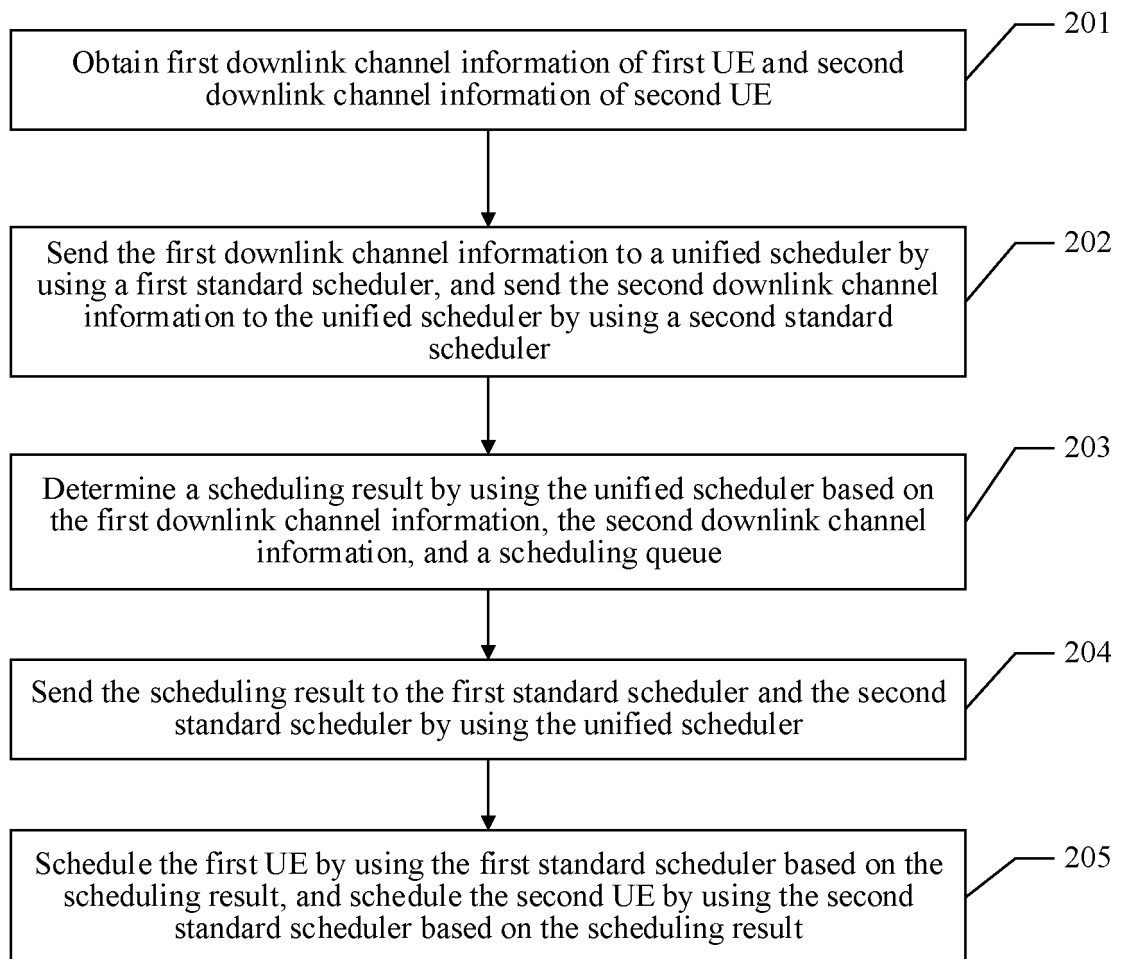 201
Obtain first downlink channel information of first UE and second
downlink channel information of second UE
202
Send the first downlink channel information to a unified scheduler by
using a first standard scheduler, and send the second downlink channel
information to the unified scheduler by using a second standard
scheduler
203
Determine a scheduling result by using the unified scheduler based on
the first downlink channel information, the second downlink channel
information, and a scheduling queue
204
Send the scheduling result to the first standard scheduler and the second
standard scheduler by using the unified scheduler
205
Schedule the first UE by using the first standard scheduler based on the
scheduling result, and schedule the second UE by using the second
standard scheduler based on the scheduling result